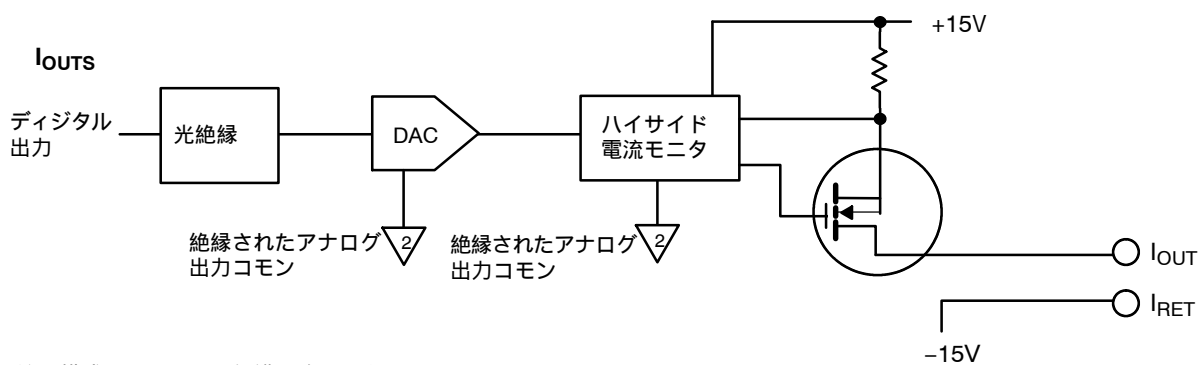 +15V
IOUTS
ディジタル
出力
光絶縁
DAC
ハイサイド
電流モニタ
絶縁されたアナログ
出力コモン
2
絶縁されたアナログ
出力コモン
2
IOUT
IRET
–15V